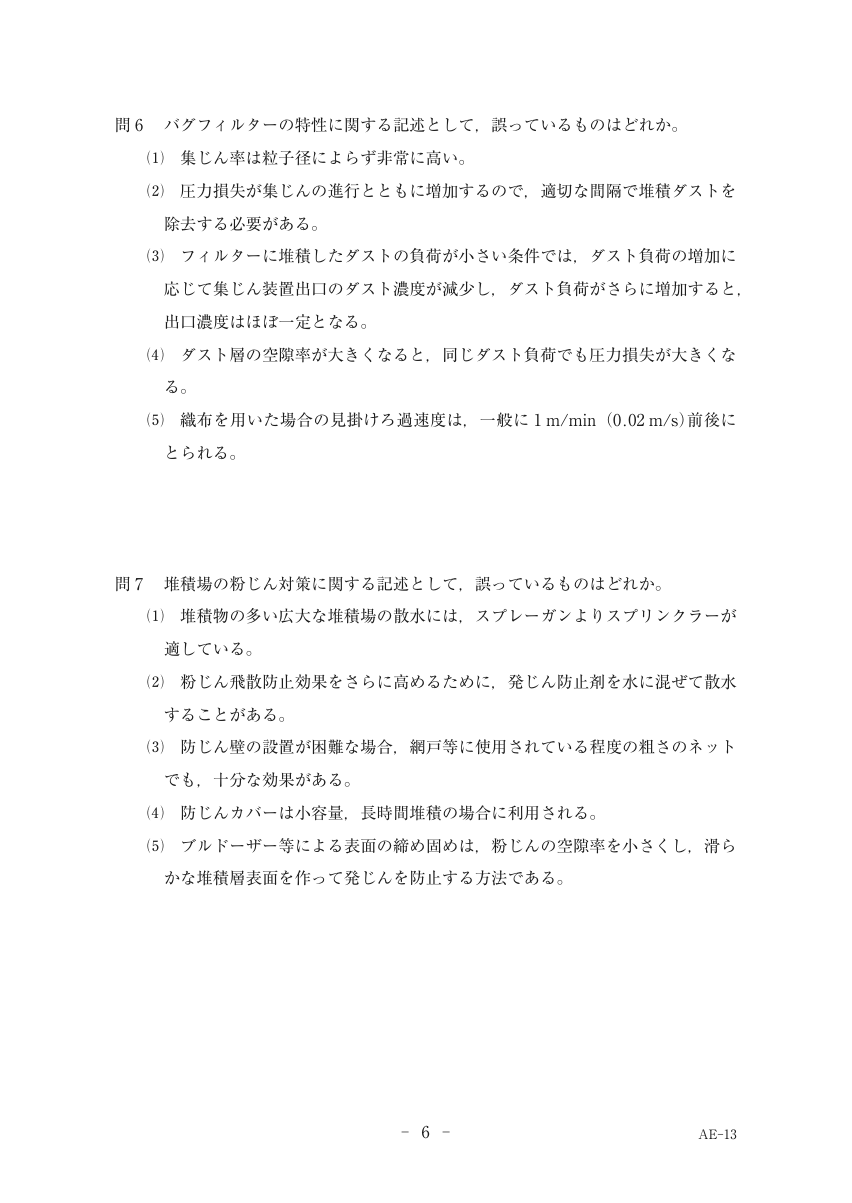 問６　バグフィルターの特性に関する記述として，誤っているものはどれか。
⑴　集じん率は粒子径によらず非常に高い。
⑵　圧力損失が集じんの進行とともに増加するので，適切な間隔で堆積ダストを
除去する必要がある。
⑶　フィルターに堆積したダストの負荷が小さい条件では，ダスト負荷の増加に
応じて集じん装置出口のダスト濃度が減少し，ダスト負荷がさらに増加すると，
出口濃度はほぼ一定となる。
⑷　ダスト層の空隙率が大きくなると，同じダスト負荷でも圧力損失が大きくな
る。
⑸　織布を用いた場合の見掛けろ過速度は，一般に１m/min（0.02 m/s）前後に
とられる。
問７　堆積場の粉じん対策に関する記述として，誤っているものはどれか。
⑴　堆積物の多い広大な堆積場の散水には，スプレーガンよりスプリンクラーが
適している。
⑵　粉じん飛散防止効果をさらに高めるために，発じん防止剤を水に混ぜて散水
することがある。
⑶　防じん壁の設置が困難な場合，網戸等に使用されている程度の粗さのネット
でも，十分な効果がある。
⑷　防じんカバーは小容量，長時間堆積の場合に利用される。
⑸　ブルドーザー等による表面の締め固めは，粉じんの空隙率を小さくし，滑ら
かな堆積層表面を作って発じんを防止する方法である。
－ 6 －
AE−13